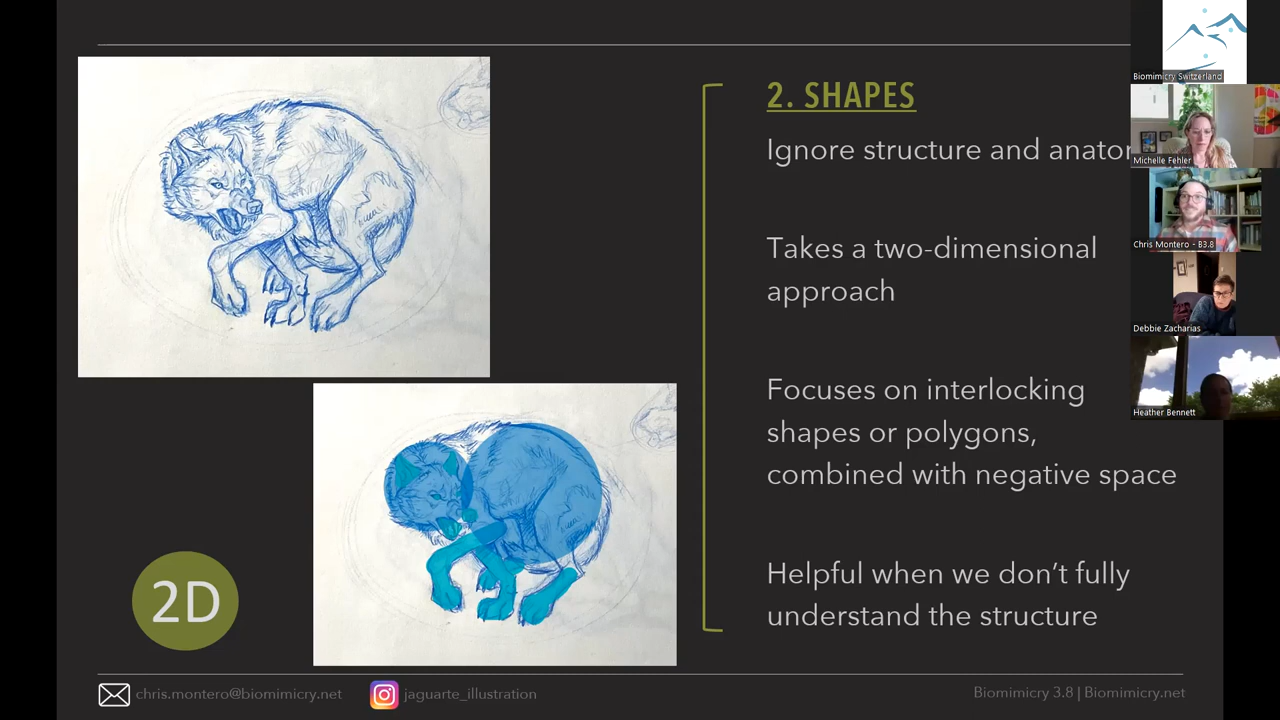 2. SHAPES
Ignore structure and anator
Takes a two-dimensional
approach
Focuses on interlocking
shapes or polygons,
combined with negative space
Helpful when we don't fully
understand the structure
2D
chris.montero@biomimicry.net
jaguarte_illustration
Biomimicry 3.8 | Biomimicry.net
Biomimicry Switzerland
Michelle Fehler
Chris Montero - B3.8
Debbie Zacharias
Heather Bennett